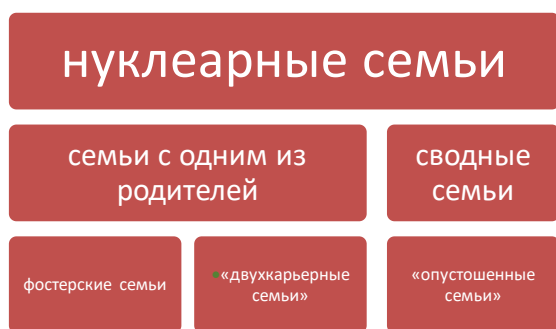 нуклеарные семьи
семьи с одним из
родителей
сводные
семьи
фостерские семьи
•«двухкарьерные
семьи»
«опустошенные
семьи»